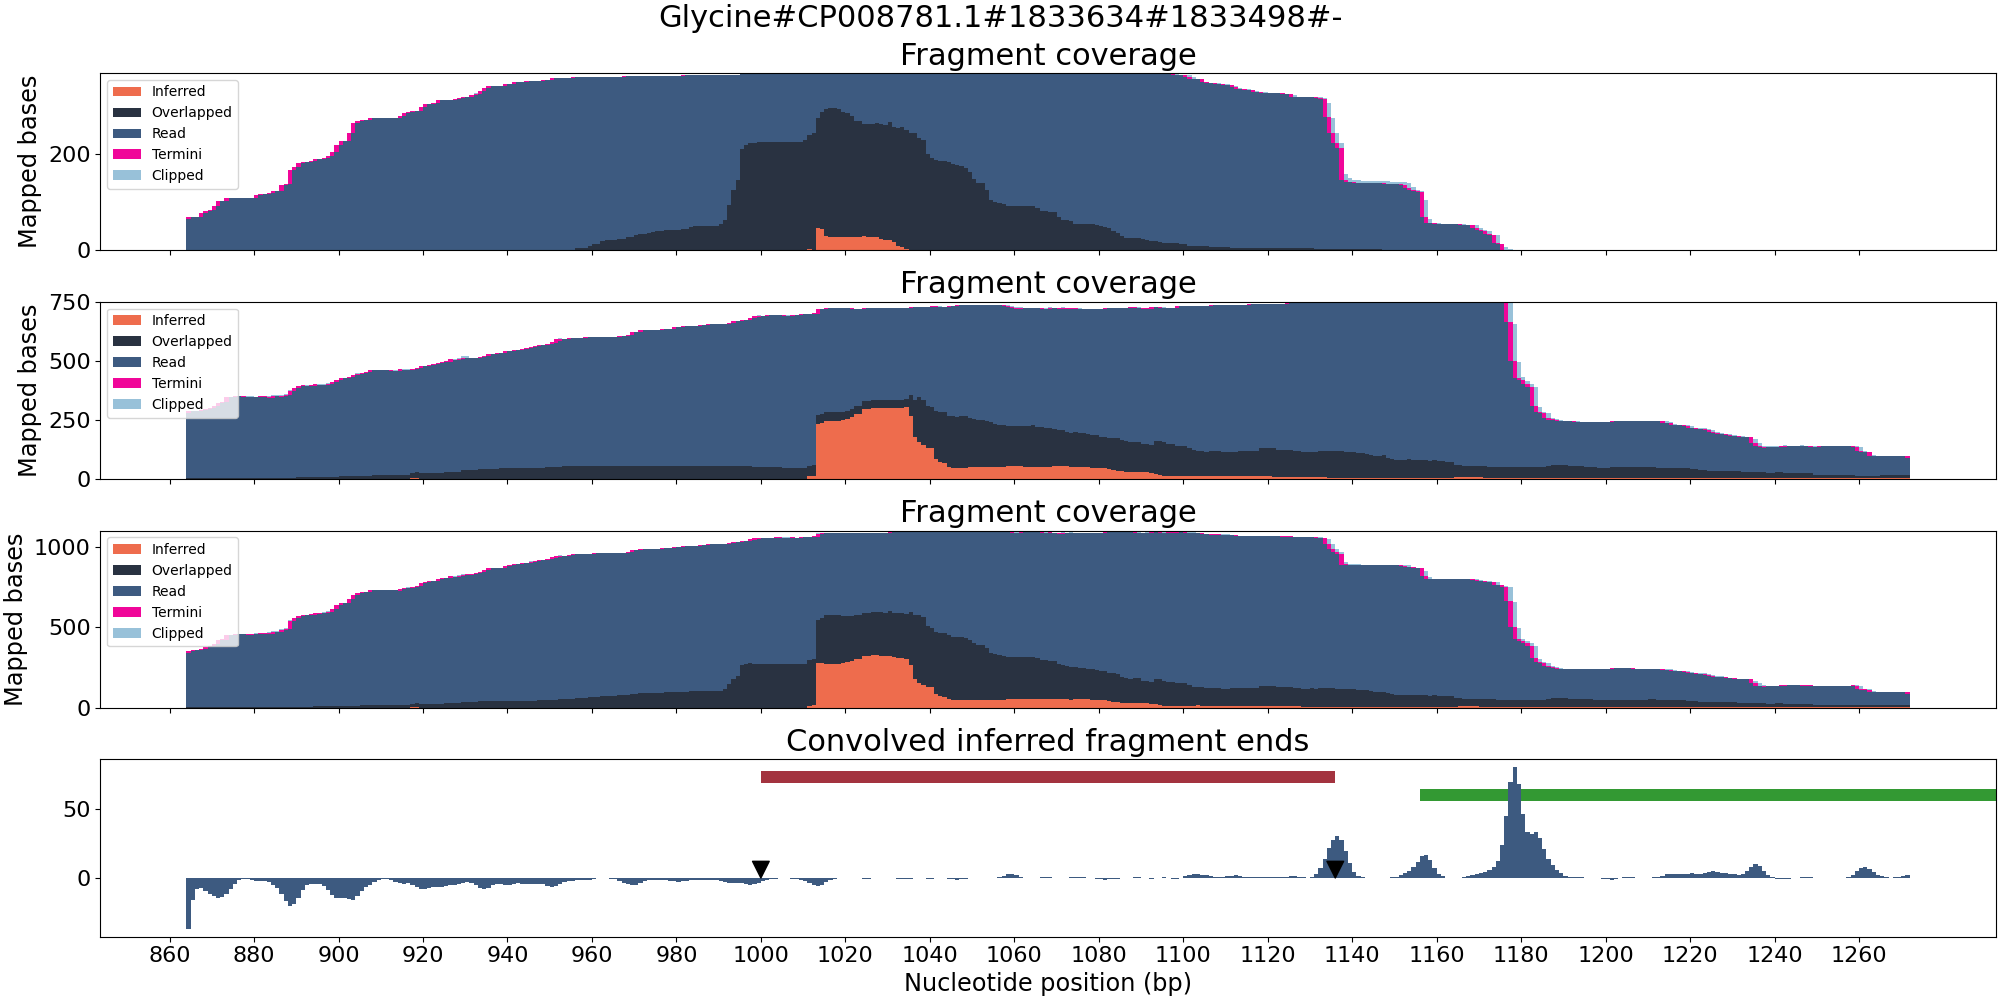 Glycine#CP008781.1#1833634#1833498#-
Fragment coverage
Mapped bases
200
0
Inferred
Overlapped
Read
Termini
Clipped
Fragment coverage
Mapped bases
750
500
250
0
Inferred
Overlapped
Read
Termini
Clipped
Fragment coverage
Mapped bases
1000
500
0
Inferred
Overlapped
Read
Termini
Clipped
Convolved inferred fragment ends
50
0
860 880 900 920 940 960 980 1000 1020 1040 1060 1080 1100 1120 1140 1160 1180 1200 1220 1240 1260
Nucleotide position (bp)